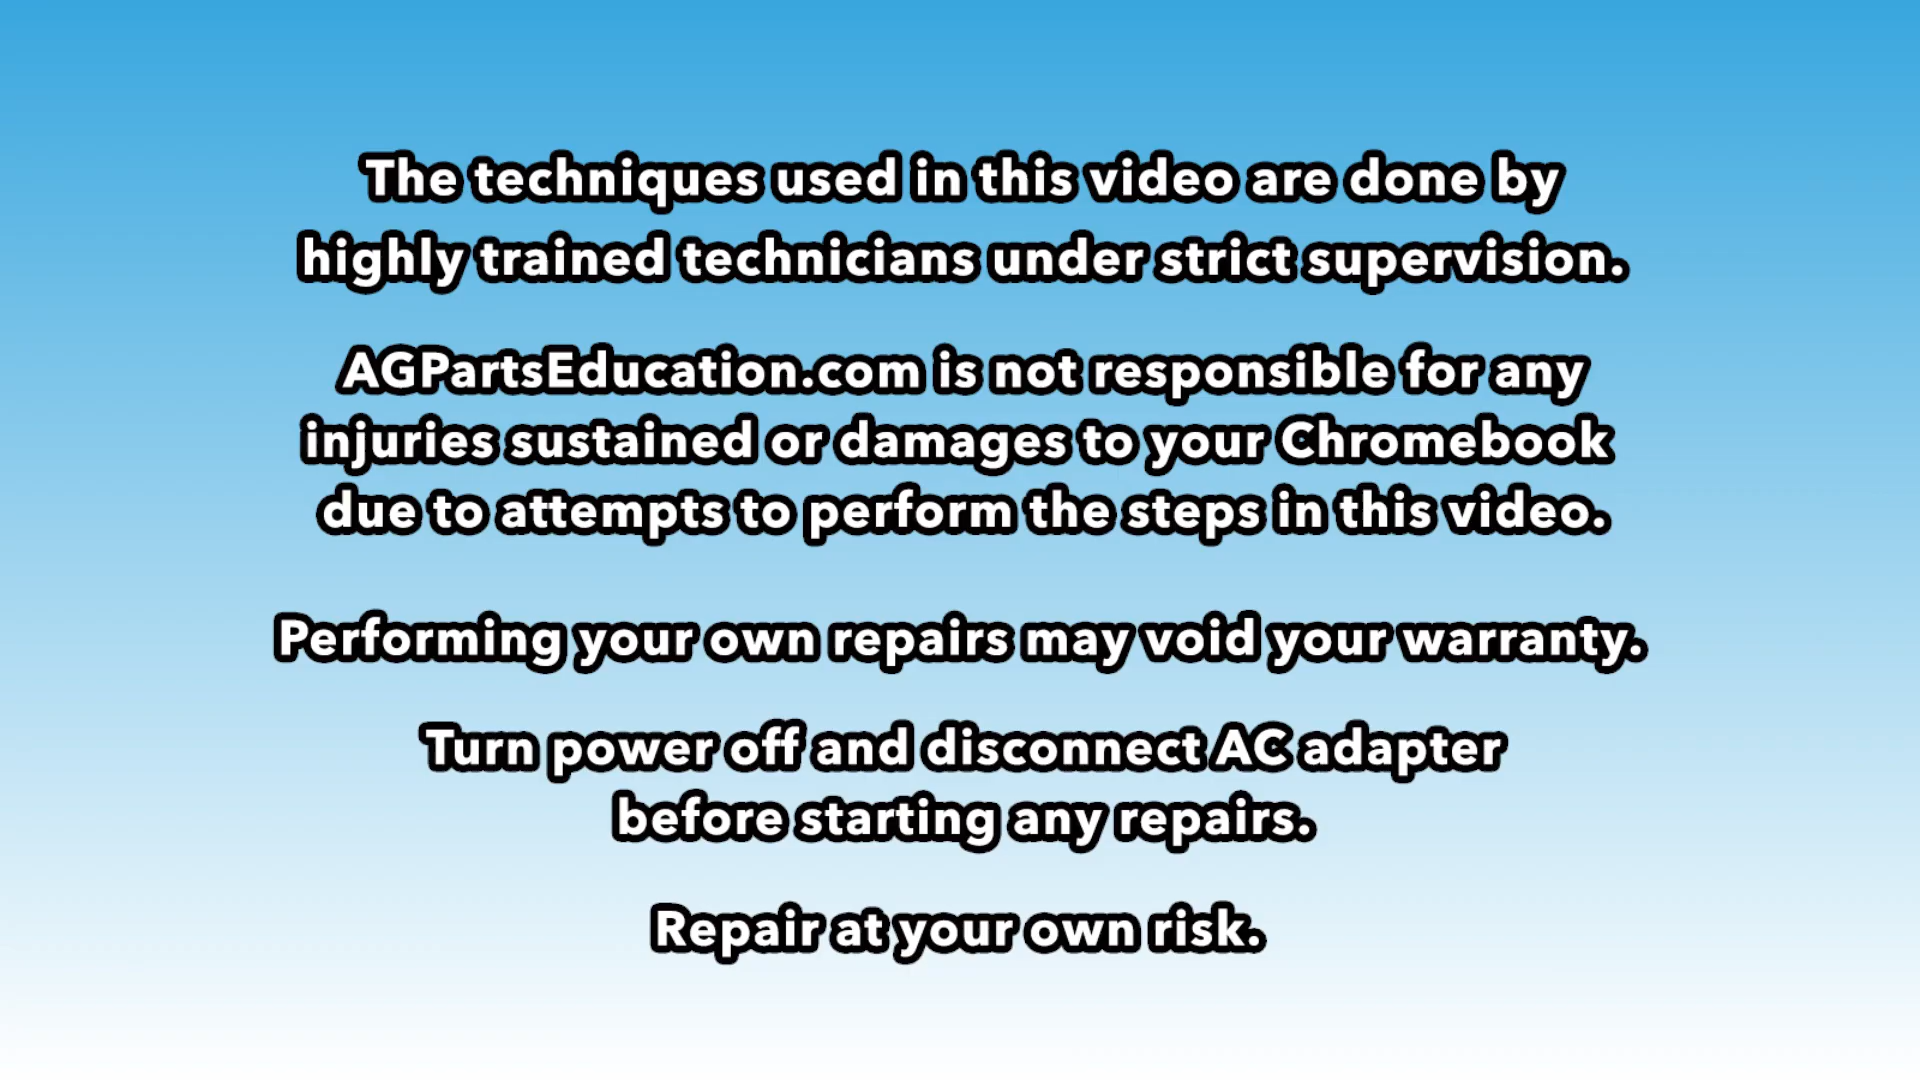 The techniques used in this video are done by
highly trained technicians under strict supervision.
AGPartsEducation.com is not responsible for any
injuries sustained or damages to your Chromebook
due to attempts to perform the steps in this video.
Performing your own repairs may void your warranty.
Turn power off and disconnect AC adapter
before starting any repairs.
Repair at your own risk.